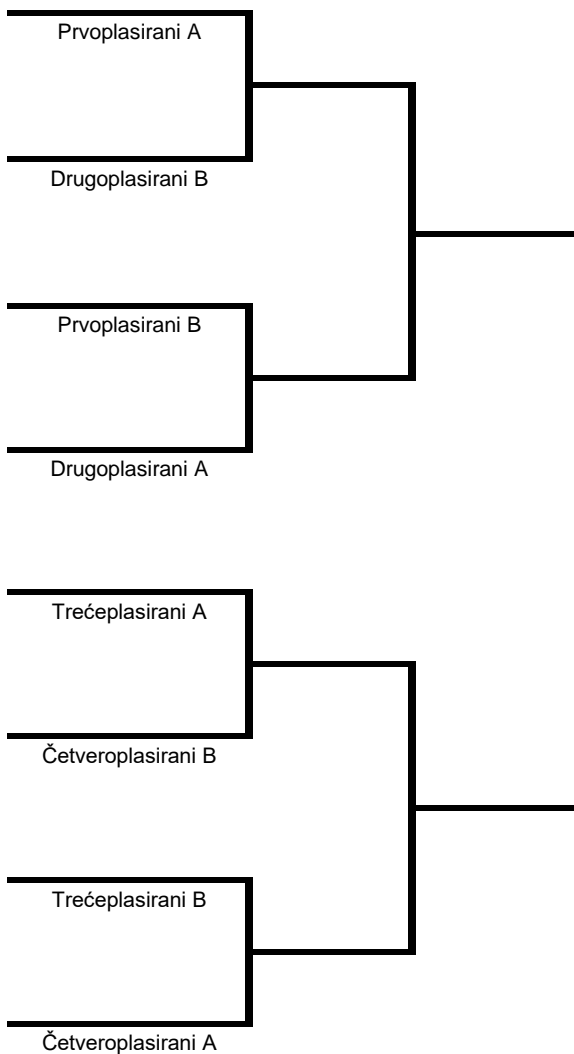 Prvoplasirani A
Drugoplasirani B
Prvoplasirani B
Drugoplasirani A
Trećeplasirani A
Četveroplasirani B
Trećeplasirani B
Četveroplasirani A